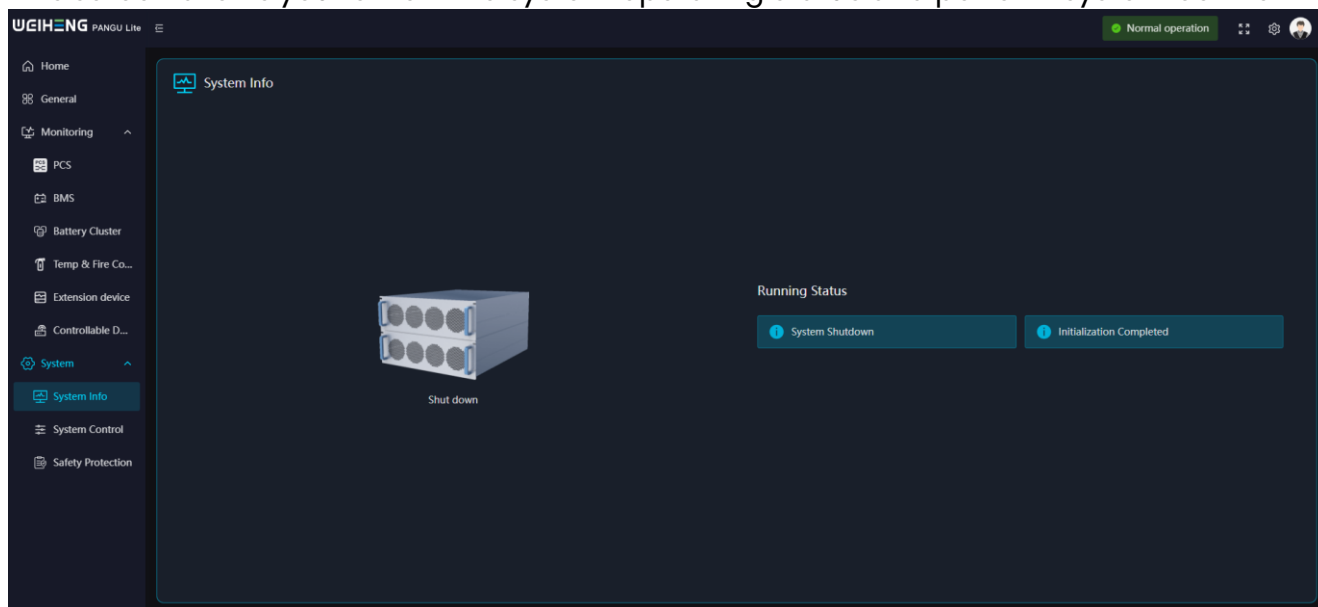 WEIHENG PANGU Lite
Normal operation
Home
General
Monitoring
PCS
BMS
Battery Cluster
Temp & Fire Co...
Extension device
Controllable D...
System
System Info
System Control
Safety Protection
System Info
Shut down
Running Status
System Shutdown
Initialization Completed